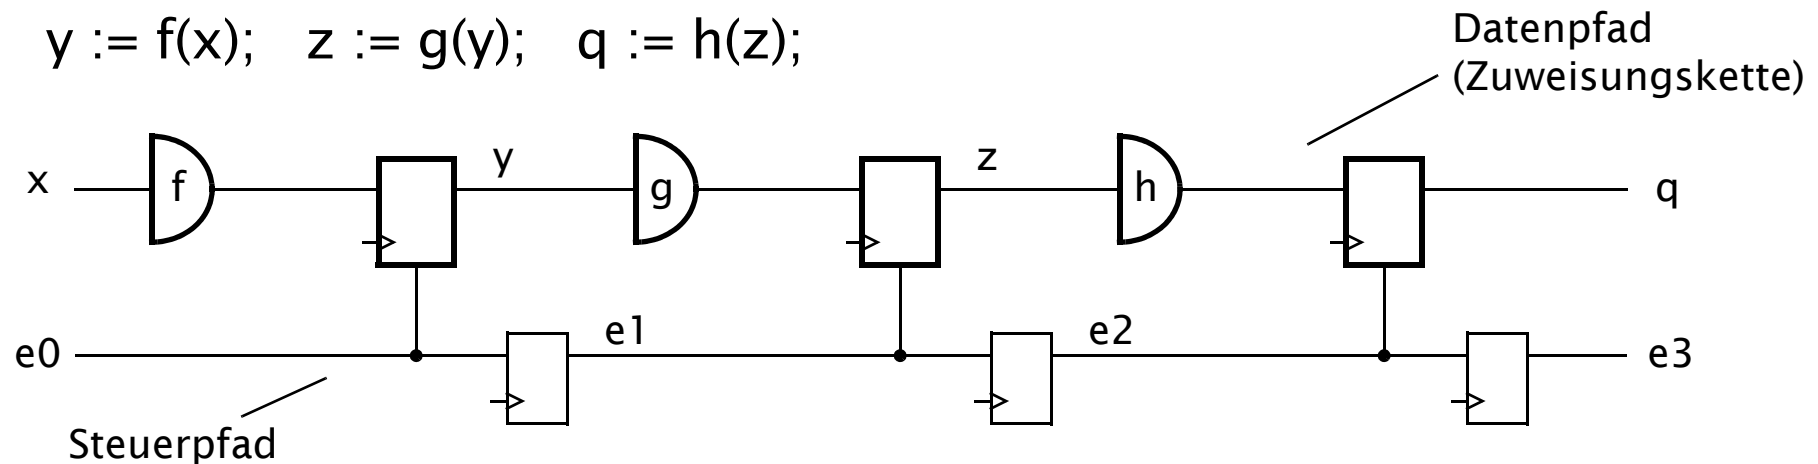 y := f(x);   z := g(y);   q := h(z);
Datenpfad
(Zuweisungskette)
x
f
y
g
z
h
q
e0
e1
e2
e3
Steuerpfad